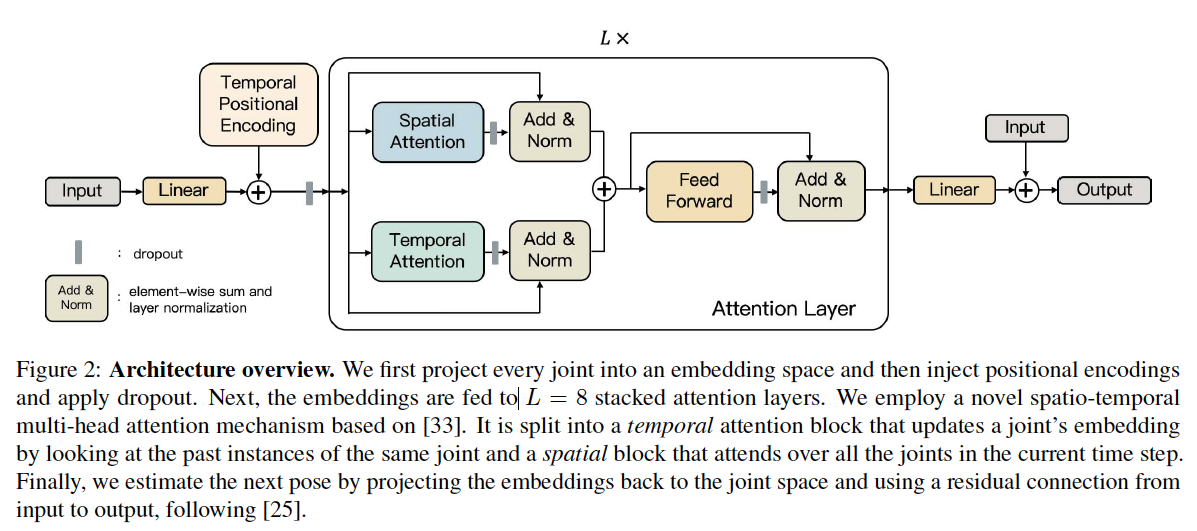 L ×
Temporal
Positional
Encoding
Input
Linear
+
Spatial
Attention
Add &
Norm
Temporal
Attention
Add &
Norm
+
Feed
Forward
Add &
Norm
Attention Layer
Linear
Input
+
Output
: dropout
Add &
Norm
: element-wise sum and
layer normalization
Figure 2: Architecture overview. We first project every joint into an embedding space and then inject positional encodings
and apply dropout. Next, the embeddings are fed to L = 8 stacked attention layers. We employ a novel spatio-temporal
multi-head attention mechanism based on [33]. It is split into a temporal attention block that updates a joint's embedding
by looking at the past instances of the same joint and a spatial block that attends over all the joints in the current time step.
Finally, we estimate the next pose by projecting the embeddings back to the joint space and using a residual connection from
input to output, following [25].